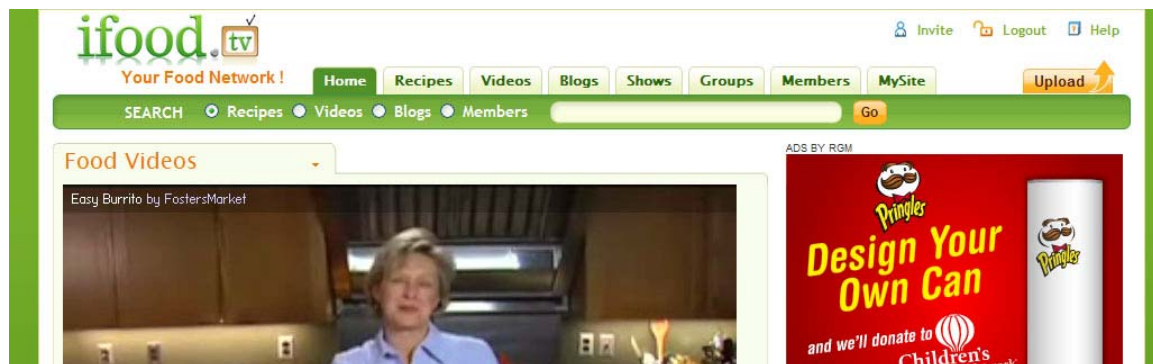 ifood.tv
Your Food Network !
Invite Logout Help
Home Recipes Videos Blogs Shows Groups Members MySite Upload
SEARCH Recipes Videos Blogs Members Go
Food Videos
Easy Burrito by FostersMarket
ADS BY RGM
Pringles
Design Your
Own Can
Pringles
and we'll donate to
Children's